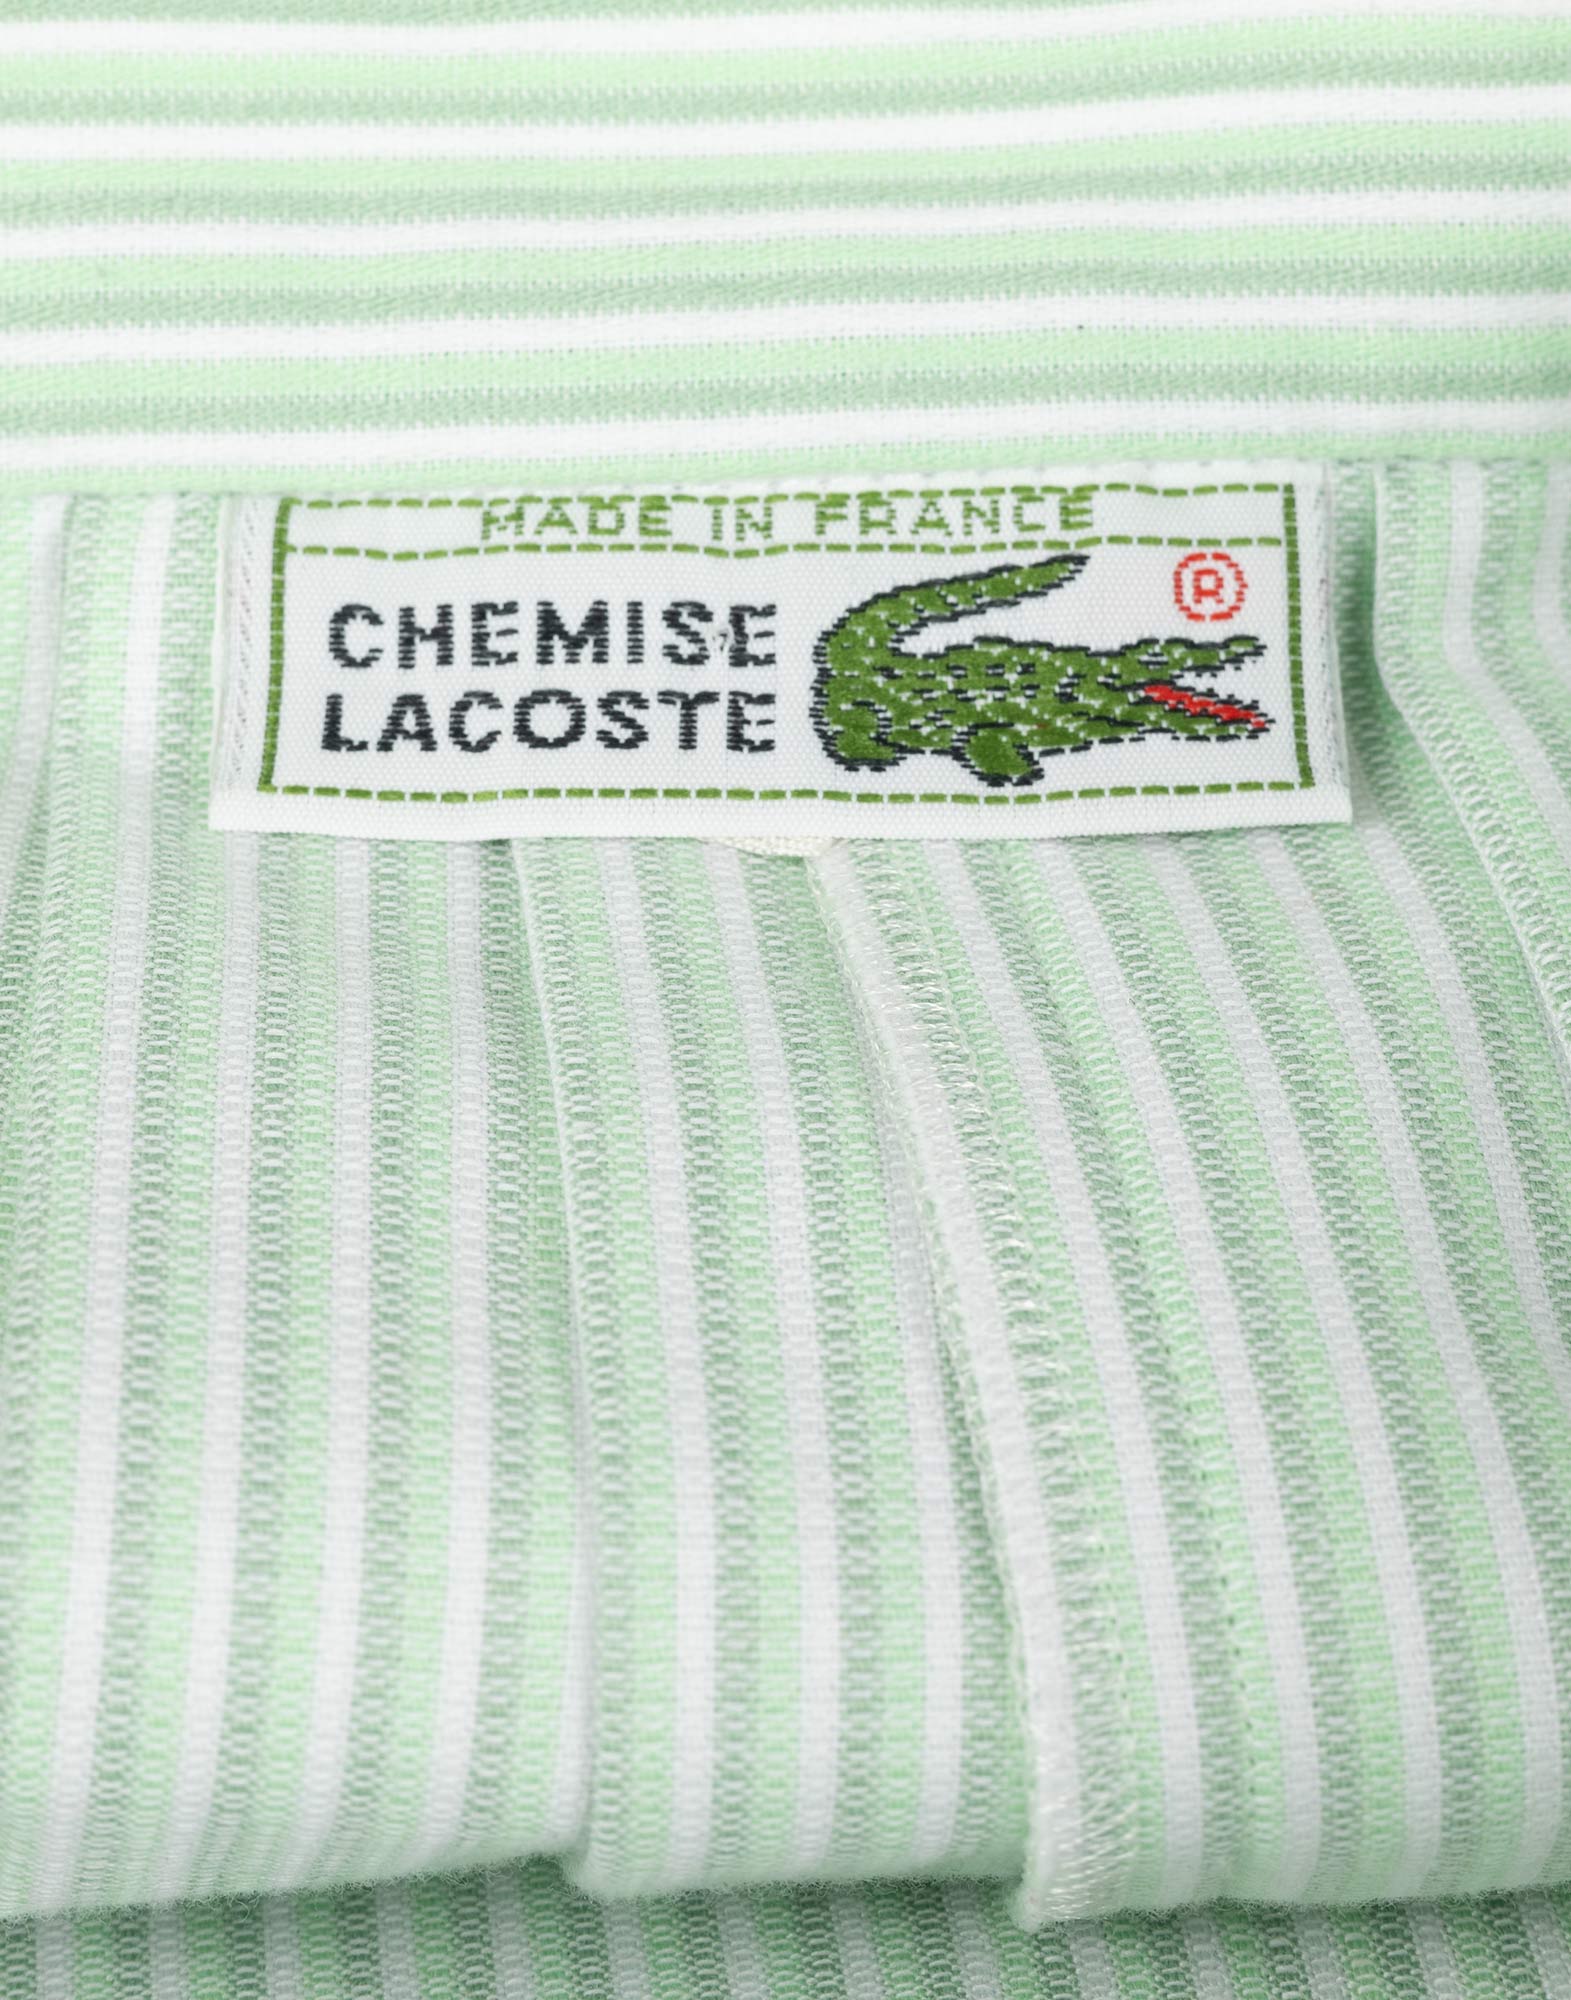 MADE IN FRANCE
CHEMISE
LACOSTE
®